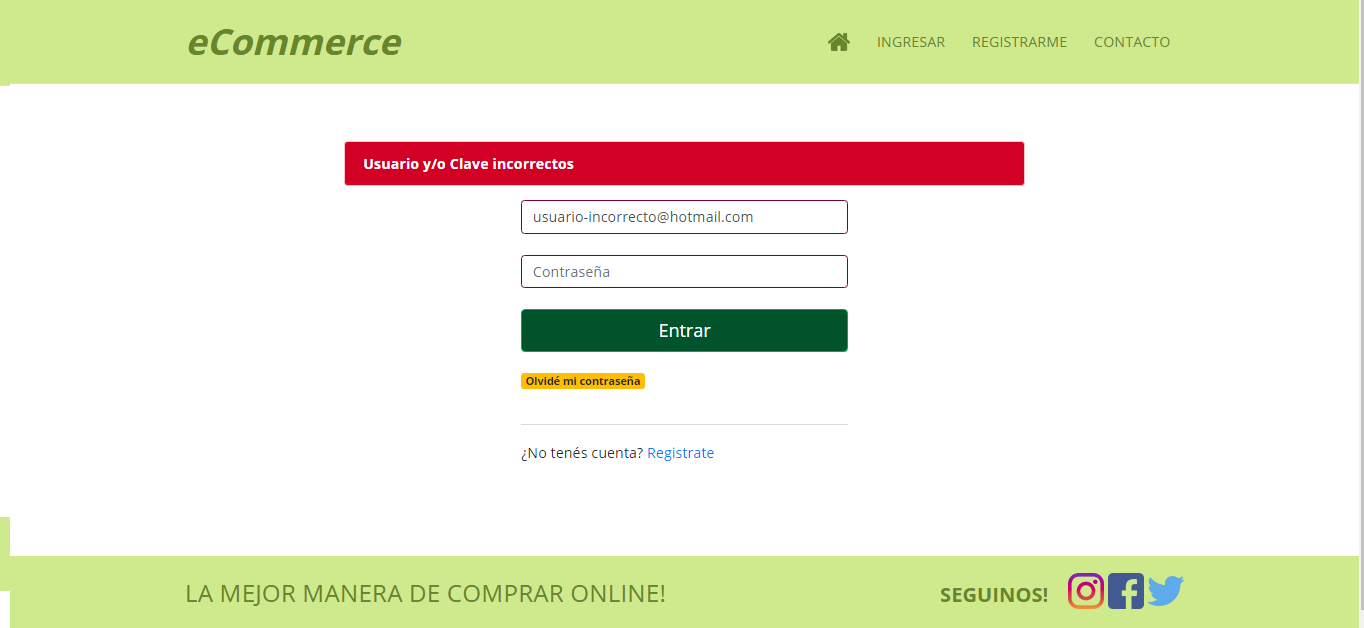 eCommerce
INGRESAR REGISTRARME CONTACTO
Usuario y/o Clave incorrectos
usuario-incorrecto@hotmail.com
Contraseña
Entrar
Olvidé mi contraseña
¿No tenés cuenta? Registrate
LA MEJOR MANERA DE COMPRAR ONLINE!
SEGUINOS!